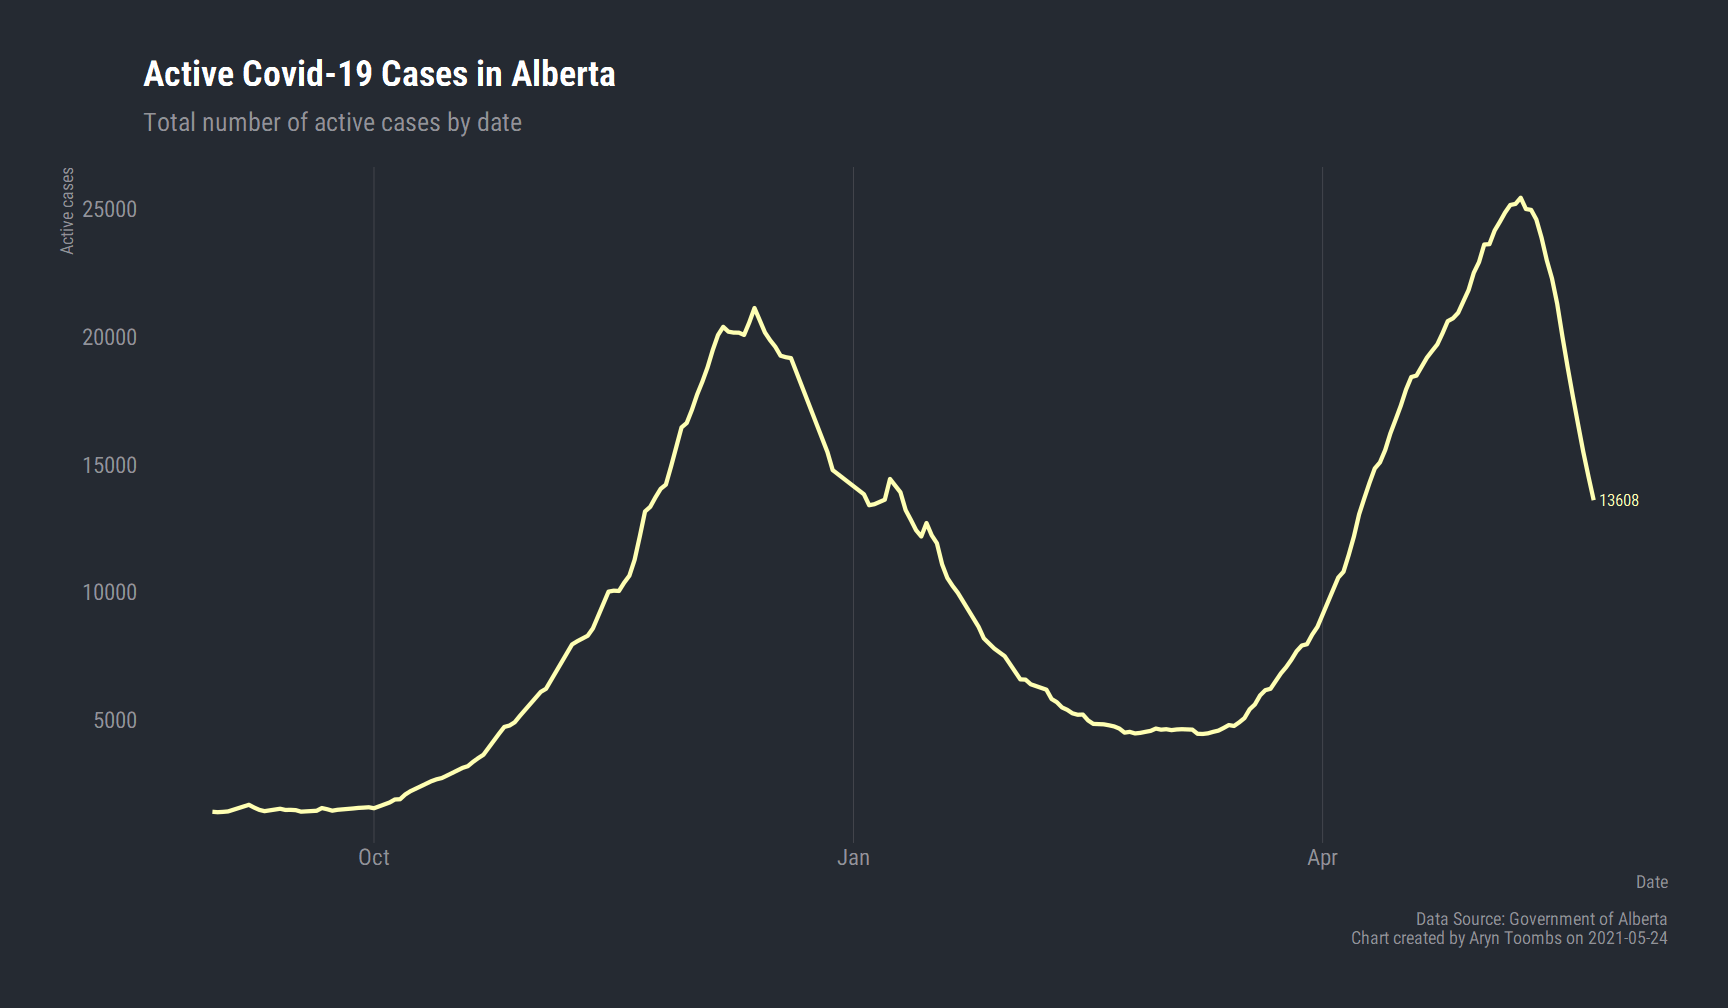 Active Covid-19 Cases in Alberta
Total number of active cases by date
Active cases
25000
20000
15000
10000
5000
13608
Oct
Jan
Apr
Date
Data Source: Government of Alberta
Chart created by Aryn Toombs on 2021-05-24